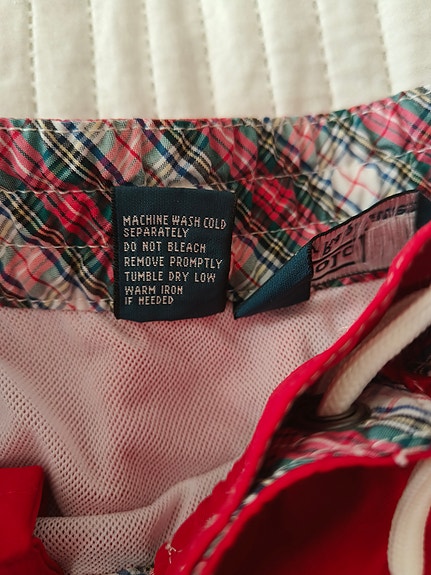 MACHINE WASH COLD
SEPARATELY
DO NOT BLEACH
REMOVE PROMPTLY
TUMBLE DRY LOW
WARM IRON
IF NEEDED